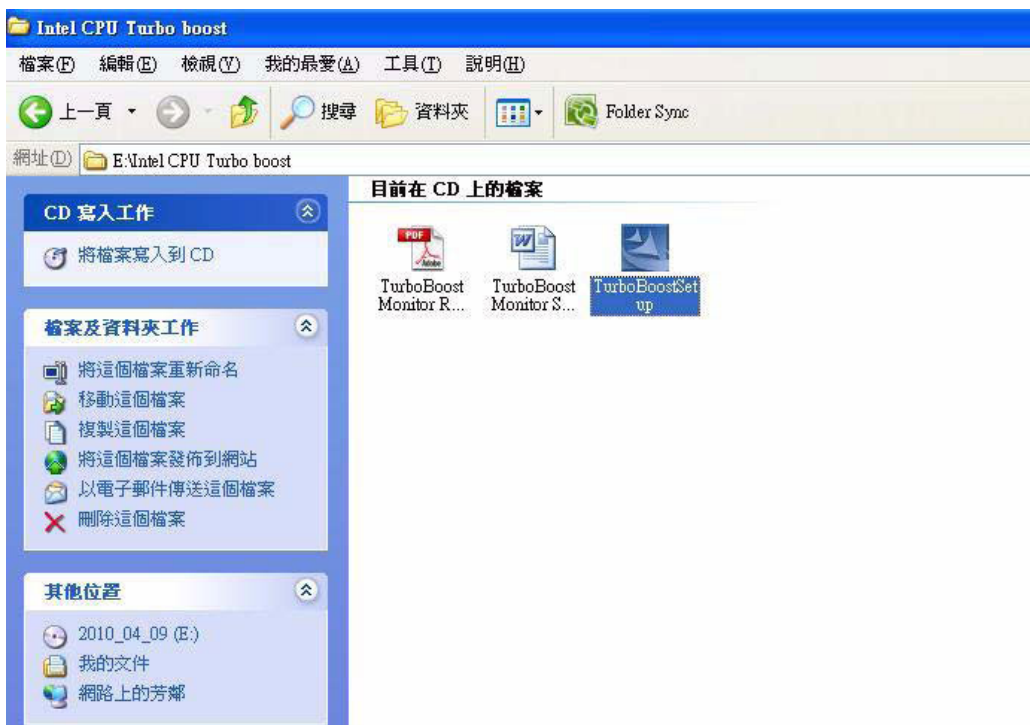 Intel CPU Turbo boost
檔案(F) 編輯(E) 檢視(V) 我的最愛(A) 工具(T) 說明(H)
上一頁 搜尋 資料夾 Folder Sync
網址(D) E:\Intel CPU Turbo boost
目前在 CD 上的檔案
CD 寫入工作
將檔案寫入到 CD
TurboBoost Monitor R...
TurboBoost Monitor S...
TurboBoostSetup
檔案及資料夾工作
將這個檔案重新命名
移動這個檔案
複製這個檔案
將這個檔案發佈到網站
以電子郵件傳送這個檔案
刪除這個檔案
其他位置
2010_04_09 (E:)
我的文件
網路上的芳鄰